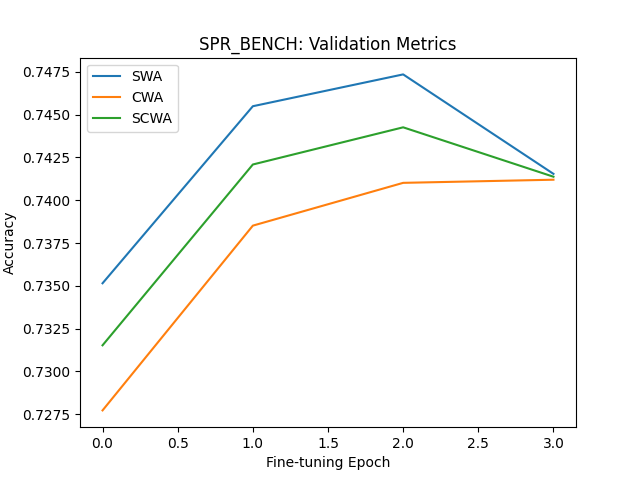 SPR_BENCH: Validation Metrics
SWA
CWA
SCWA
Accuracy
0.7475
0.7450
0.7425
0.7400
0.7375
0.7350
0.7325
0.7300
0.7275
0.0 0.5 1.0 1.5 2.0 2.5 3.0
Fine-tuning Epoch